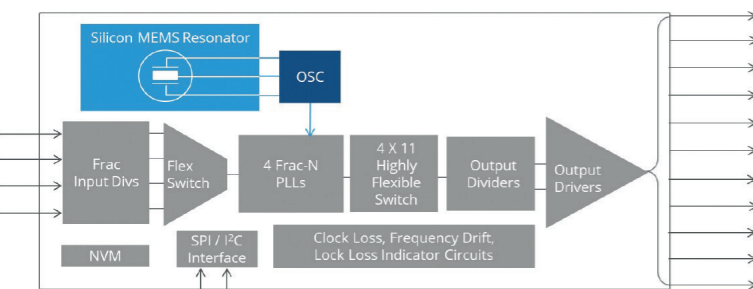 Silicon MEMS Resonator
OSC
Frac
Input Divs
Flex
Switch
4 Frac-N
PLLs
4 X 11
Highly
Flexible
Switch
Output
Dividers
Output
Drivers
NVM
SPI / I²C
Interface
Clock Loss, Frequency Drift,
Lock Loss Indicator Circuits